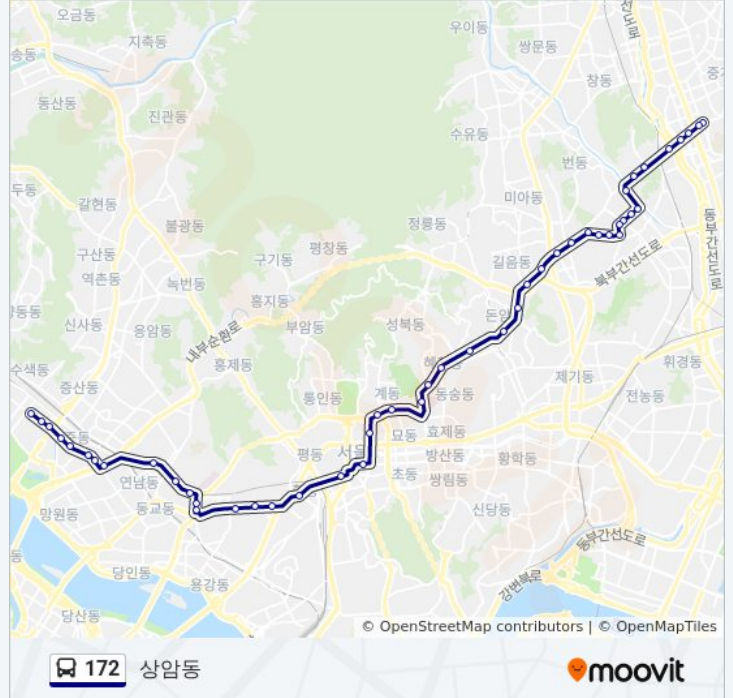 오금동
우이동
선도로
지축동
쌍문동
송동
창동
중
동산동
진관동
수유동
번동
두동
갈현동
미아동
불광동
정릉동
동부간선도로
구산동
구기동
평창동
길음동
북부간선도로
역촌동
녹번동
홍지동
신사동
응암동
내부순환로
부암동
성북동
돈암
수색동
홍제동
휘경동
증산동
통인동
계동
동숭동
제기동
전농동
묘동
효제동
평동
서울
방산동
황학동
연남동
초동
쌍림동
망원동
동교동
신당동
동부간선도로
당인동
용강동
강변북로
당산동
© OpenStreetMap contributors | © OpenMapTiles
172 상암동
moovit